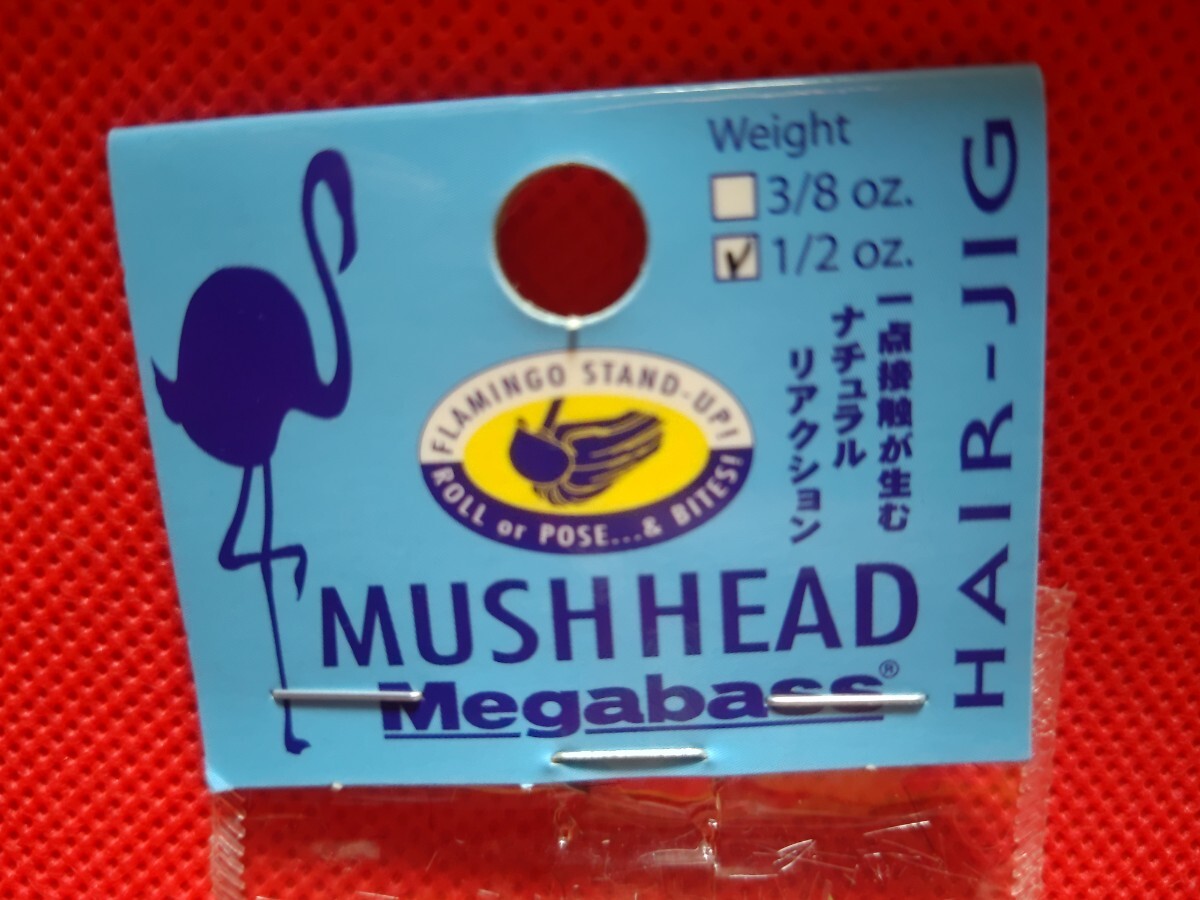 Weight
3/8 oz.
1/2 oz.
一点接触が生む
ナチュラル
リアクション
HAIR-JIG
FLAMINGO STAND-UP!
ROLL or POSE...& BITES!
MUSHHEAD
Megabass®